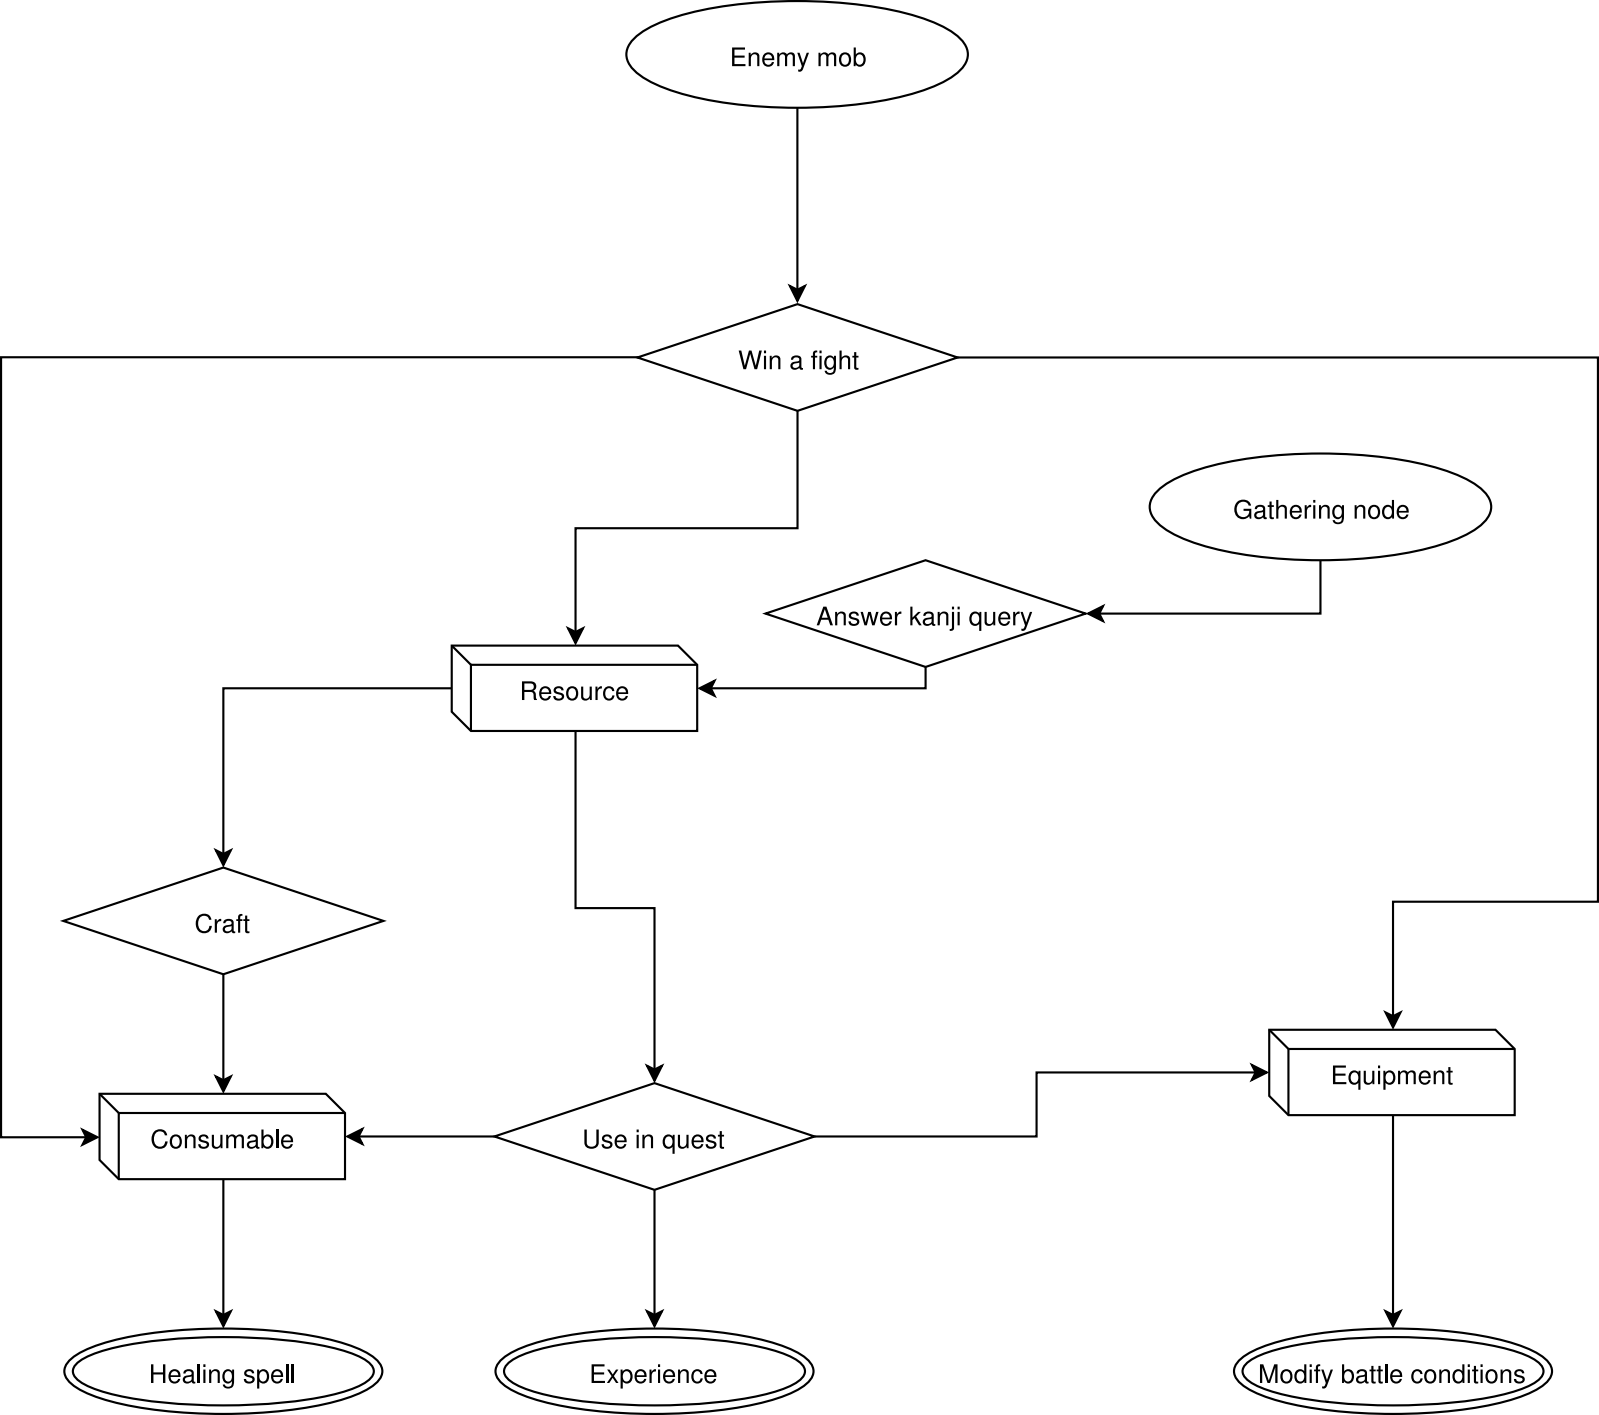 Enemy mob
Win a fight
Gathering node
Answer kanji query
Resource
Craft
Equipment
Consumable
Use in quest
Healing spell
Experience
Modify battle conditions